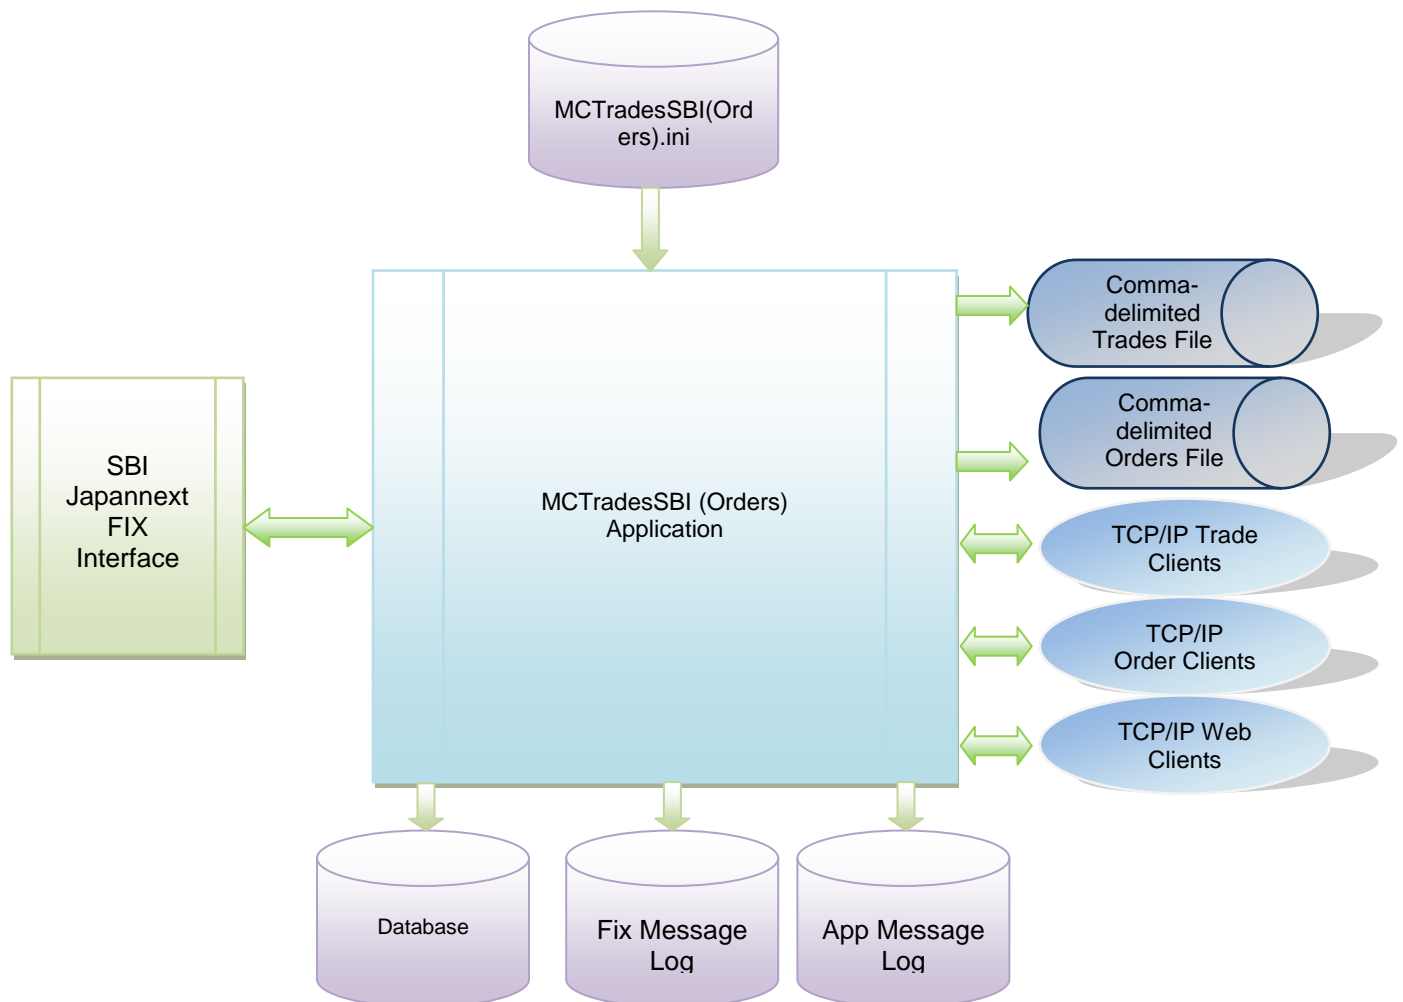 MCTradesSBI(Ord
ers).ini
Comma-
delimited
Trades File
Comma-
delimited
Orders File
SBI
Japannext
FIX
Interface
MCTradesSBI (Orders)
Application
TCP/IP Trade
Clients
TCP/IP
Order Clients
TCP/IP Web
Clients
Database
Fix Message
Log
App Message
Log